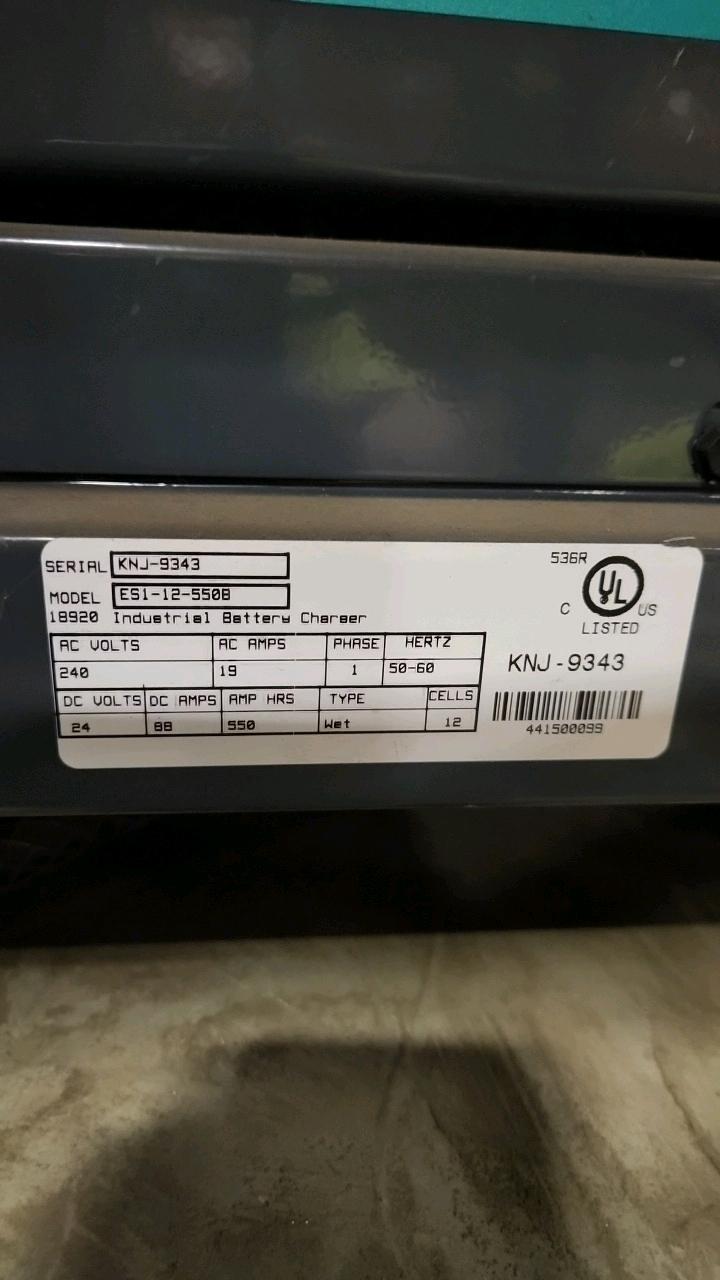 SERIAL KNJ-9343
MODEL ES1-12-550B
18920 Industrial Battery Charger
AC VOLTS AC AMPS PHASE HERTZ
240 19 1 50-60
DC VOLTS DC AMPS AMP HRS TYPE CELLS
24 88 550 Wet 12
536R
UL
C US
LISTED
KNJ-9343
441500099